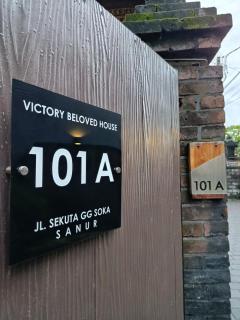 VICTORY BELOVED HOUSE
101 A
JL. SEKUTA GG SOKA
SANUR
101 A